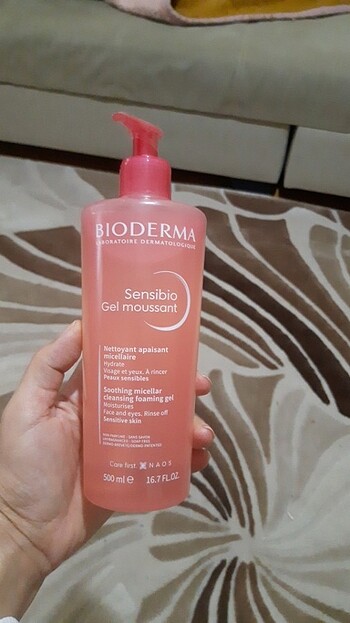 BIODERMA
LABORATOIRE DERMATOLOGIQUE
Sensibio
Gel moussant
Nettoyant apaisant
micellaire
Hydrate
Visage et yeux. À rincer
Peaux sensibles
Soothing micellar
cleansing foaming gel
Moisturises
Face and eyes. Rinse off
Sensitive skin
Care first NAOS
500 ml e 16.7 FL.OZ.